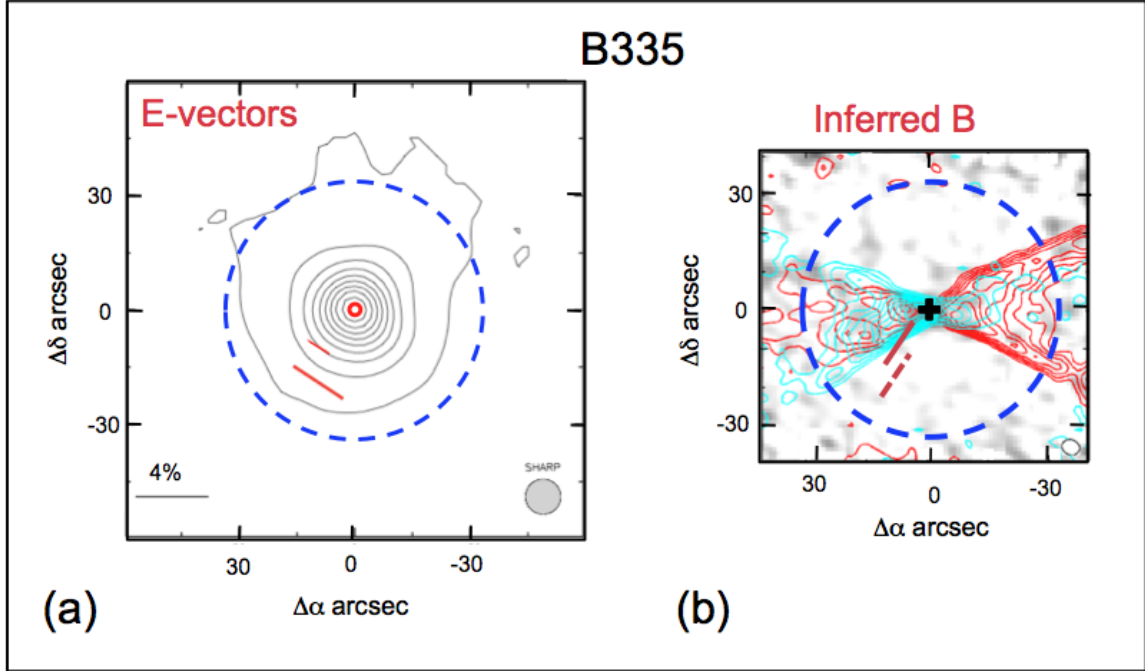 B335
E-vectors
30
0
-30
Δδ arcsec
4%
SHARP
30
0
-30
Δα arcsec
(a)
Inferred B
30
0
-30
Δδ arcsec
30
0
-30
Δα arcsec
(b)